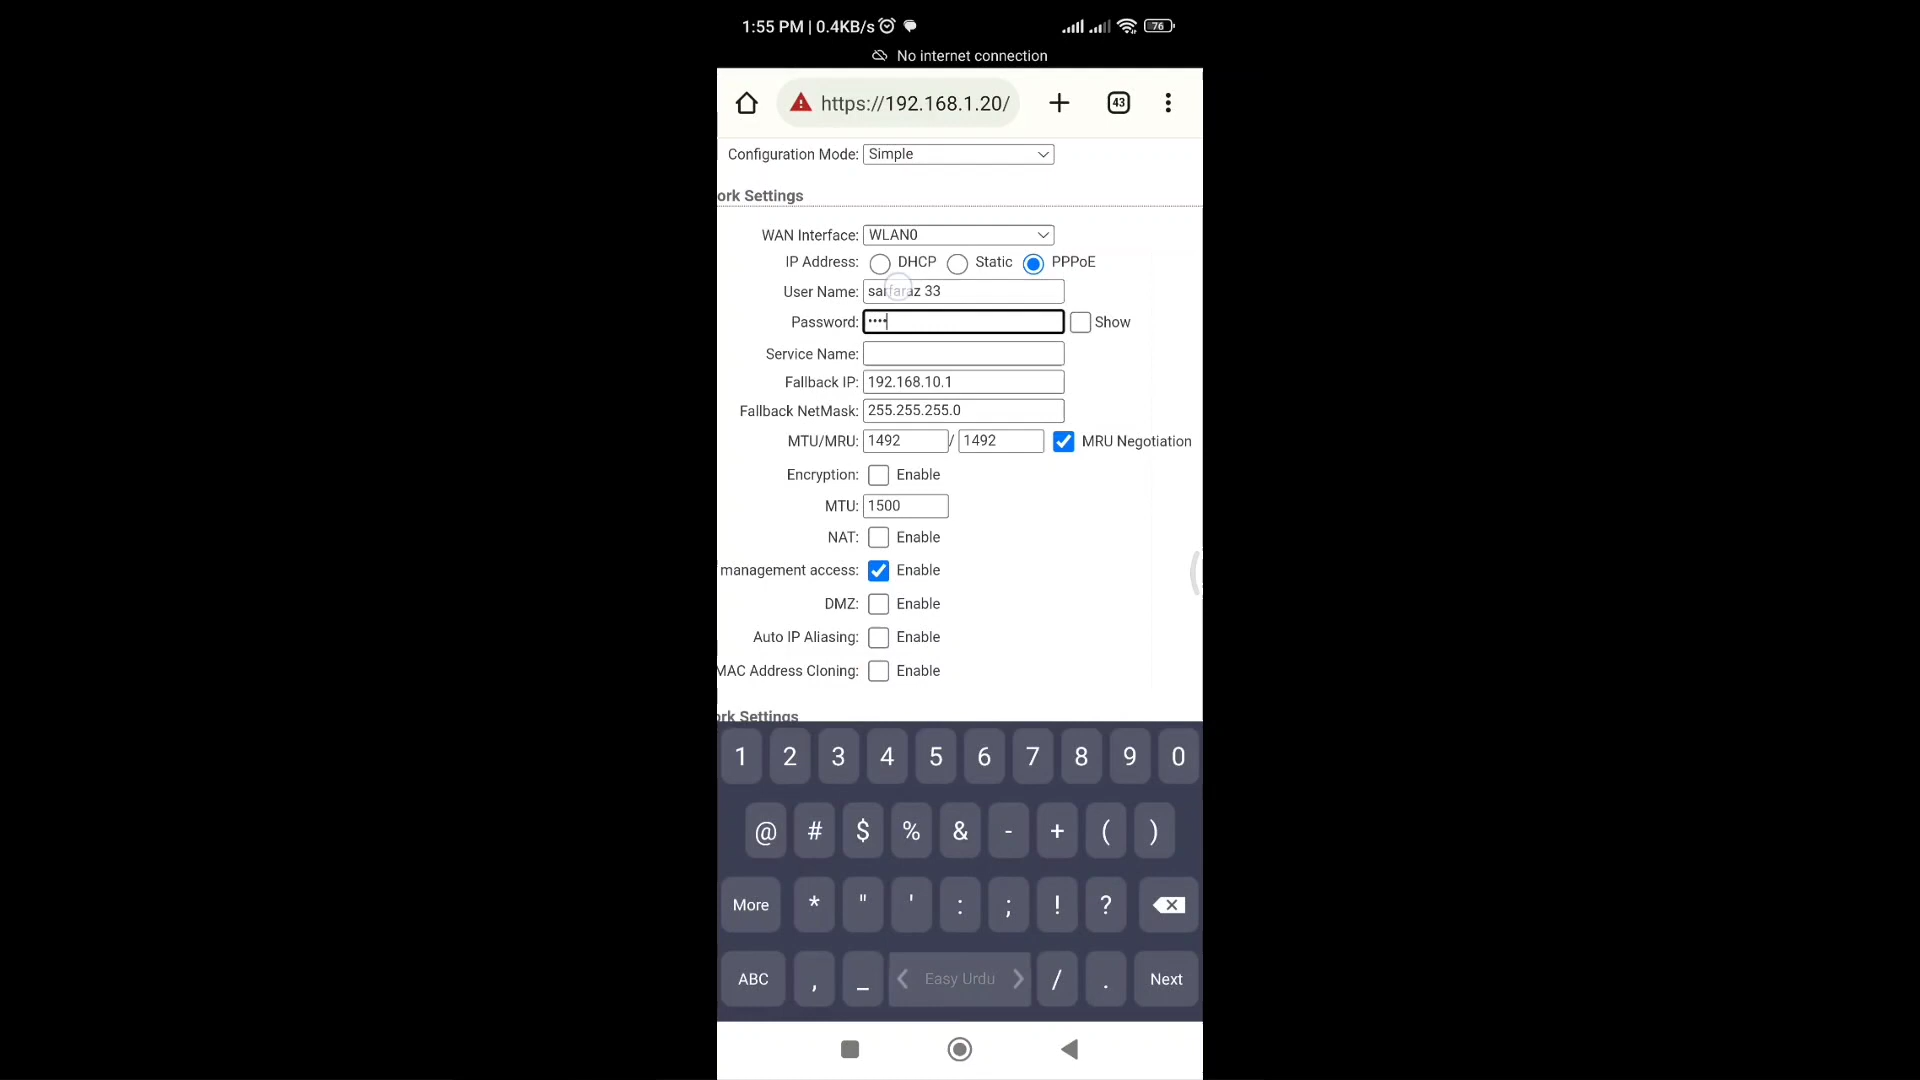 1:55 PM | 0.4KB/s 76
No internet connection
https://192.168.1.20/ 43
Configuration Mode: Simple
ork Settings
WAN Interface: WLAN0
IP Address: DHCP Static PPPoE
User Name: sarfaraz 33
Password: •••• Show
Service Name:
Fallback IP: 192.168.10.1
Fallback NetMask: 255.255.255.0
MTU/MRU: 1492 / 1492 MRU Negotiation
Encryption: Enable
MTU: 1500
NAT: Enable
management access: Enable
DMZ: Enable
Auto IP Aliasing: Enable
MAC Address Cloning: Enable
ork Settings
1 2 3 4 5 6 7 8 9 0
@ # $ % & - + ( )
More * " ' : ; ! ?
ABC , _ Easy Urdu / . Next